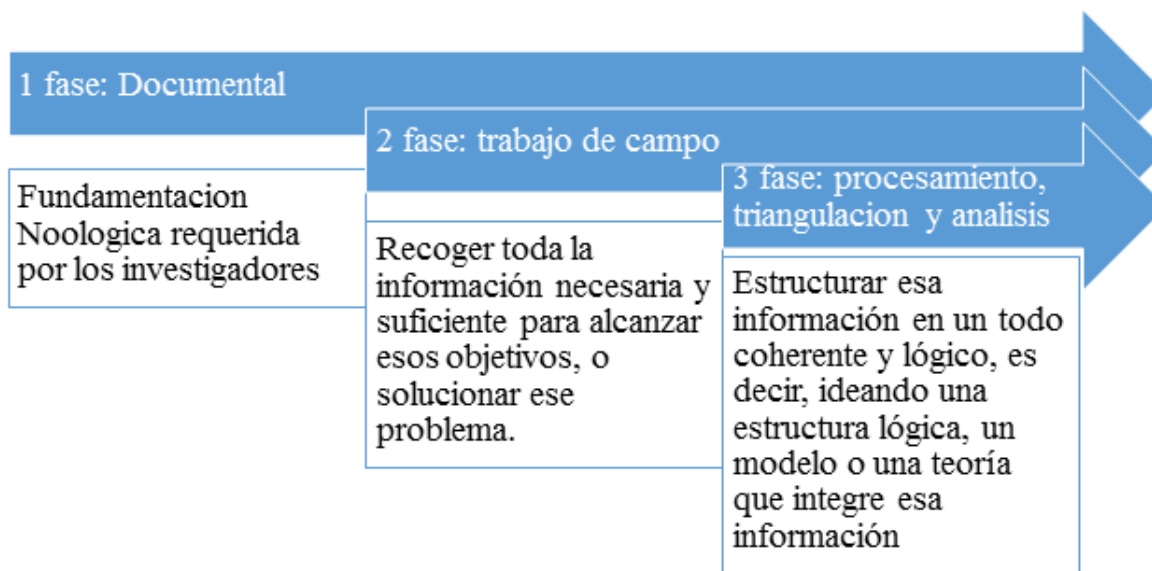 1 fase: Documental
Fundamentacion
Noologica requerida
por los investigadores
2 fase: trabajo de campo
Recoger toda la
información necesaria y
suficiente para alcanzar
esos objetivos, o
solucionar ese
problema.
3 fase: procesamiento,
triangulacion y analisis
Estructurar esa
información en un todo
coherente y lógico, es
decir, ideando una
estructura lógica, un
modelo o una teoría
que integre esa
información